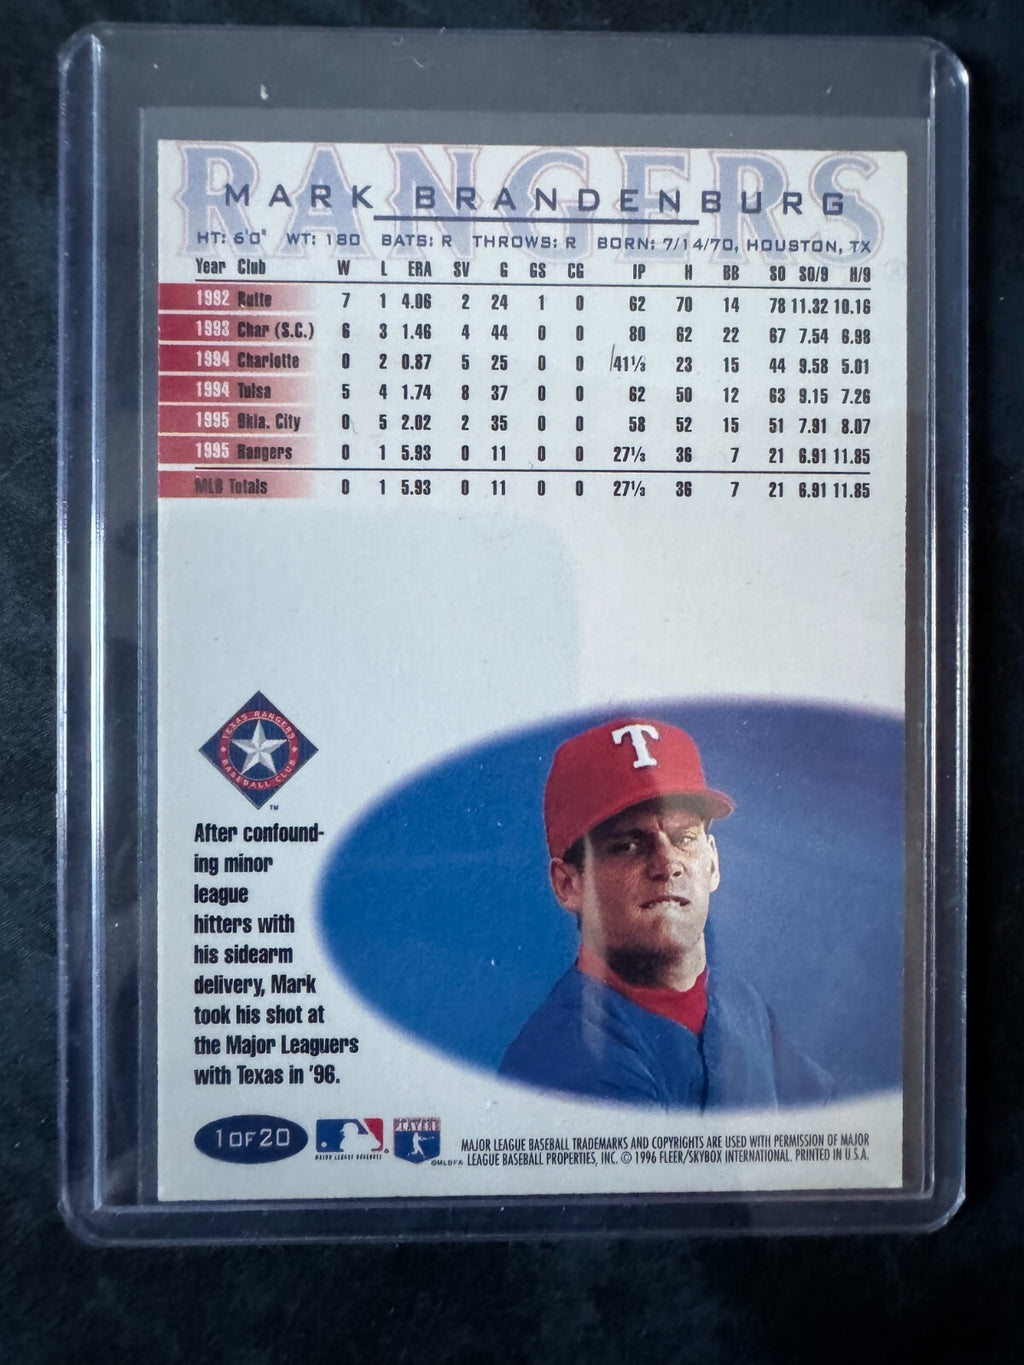 RANGERS
MARK BRANDENBURG
HT: 6'0" WT: 180 BATS: R THROWS: R BORN: 7/14/70, HOUSTON, TX
Year Club W L ERA SV G GS CG IP H BB SO SO/9 H/9
1992 Butte 7 1 4.06 2 24 1 0 62 70 14 78 11.32 10.16
1993 Char (S.C.) 6 3 1.46 4 44 0 0 80 62 22 67 7.54 6.98
1994 Charlotte 0 2 0.87 5 25 0 0 41⅓ 23 15 44 9.58 5.01
1994 Tulsa 5 4 1.74 8 37 0 0 62 50 12 63 9.15 7.26
1995 Okla. City 0 5 2.02 2 35 0 0 58 52 15 51 7.91 8.07
1995 Rangers 0 1 5.93 0 11 0 0 27⅓ 36 7 21 6.91 11.85
MLB Totals 0 1 5.93 0 11 0 0 27⅓ 36 7 21 6.91 11.85
TEXAS RANGERS
BASEBALL CLUB
TM
After confound-
ing minor
league
hitters with
his sidearm
delivery, Mark
took his shot at
the Major Leaguers
with Texas in '96.
T
1 OF 20
MAJOR LEAGUE BASEBALL
PLAYERS
©MLBPA
MAJOR LEAGUE BASEBALL TRADEMARKS AND COPYRIGHTS ARE USED WITH PERMISSION OF MAJOR
LEAGUE BASEBALL PROPERTIES, INC. © 1996 FLEER/SKYBOX INTERNATIONAL. PRINTED IN U.S.A.